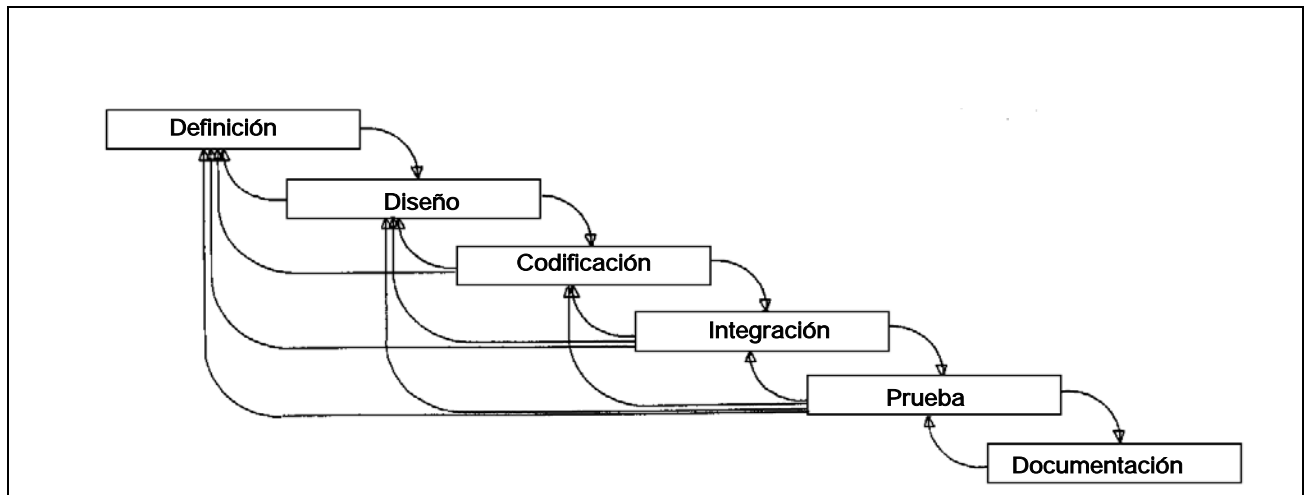 Definición
Diseño
Codificación
Integración
Prueba
Documentación